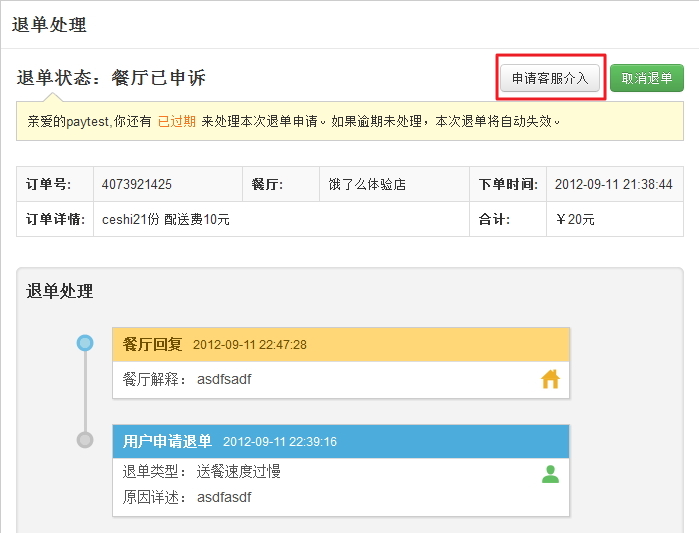 退单处理
退单状态：餐厅已申诉
申请客服介入
取消退单
亲爱的paytest,你还有 已过期 来处理本次退单申请。如果逾期未处理，本次退单将自动失效。
订单号: 4073921425 餐厅: 饿了么体验店 下单时间: 2012-09-11 21:38:44
订单详情: ceshi21份 配送费10元 合计: ￥20元
退单处理
餐厅回复 2012-09-11 22:47:28
餐厅解释： asdfsadf
用户申请退单 2012-09-11 22:39:16
退单类型： 送餐速度过慢
原因详述： asdfasdf